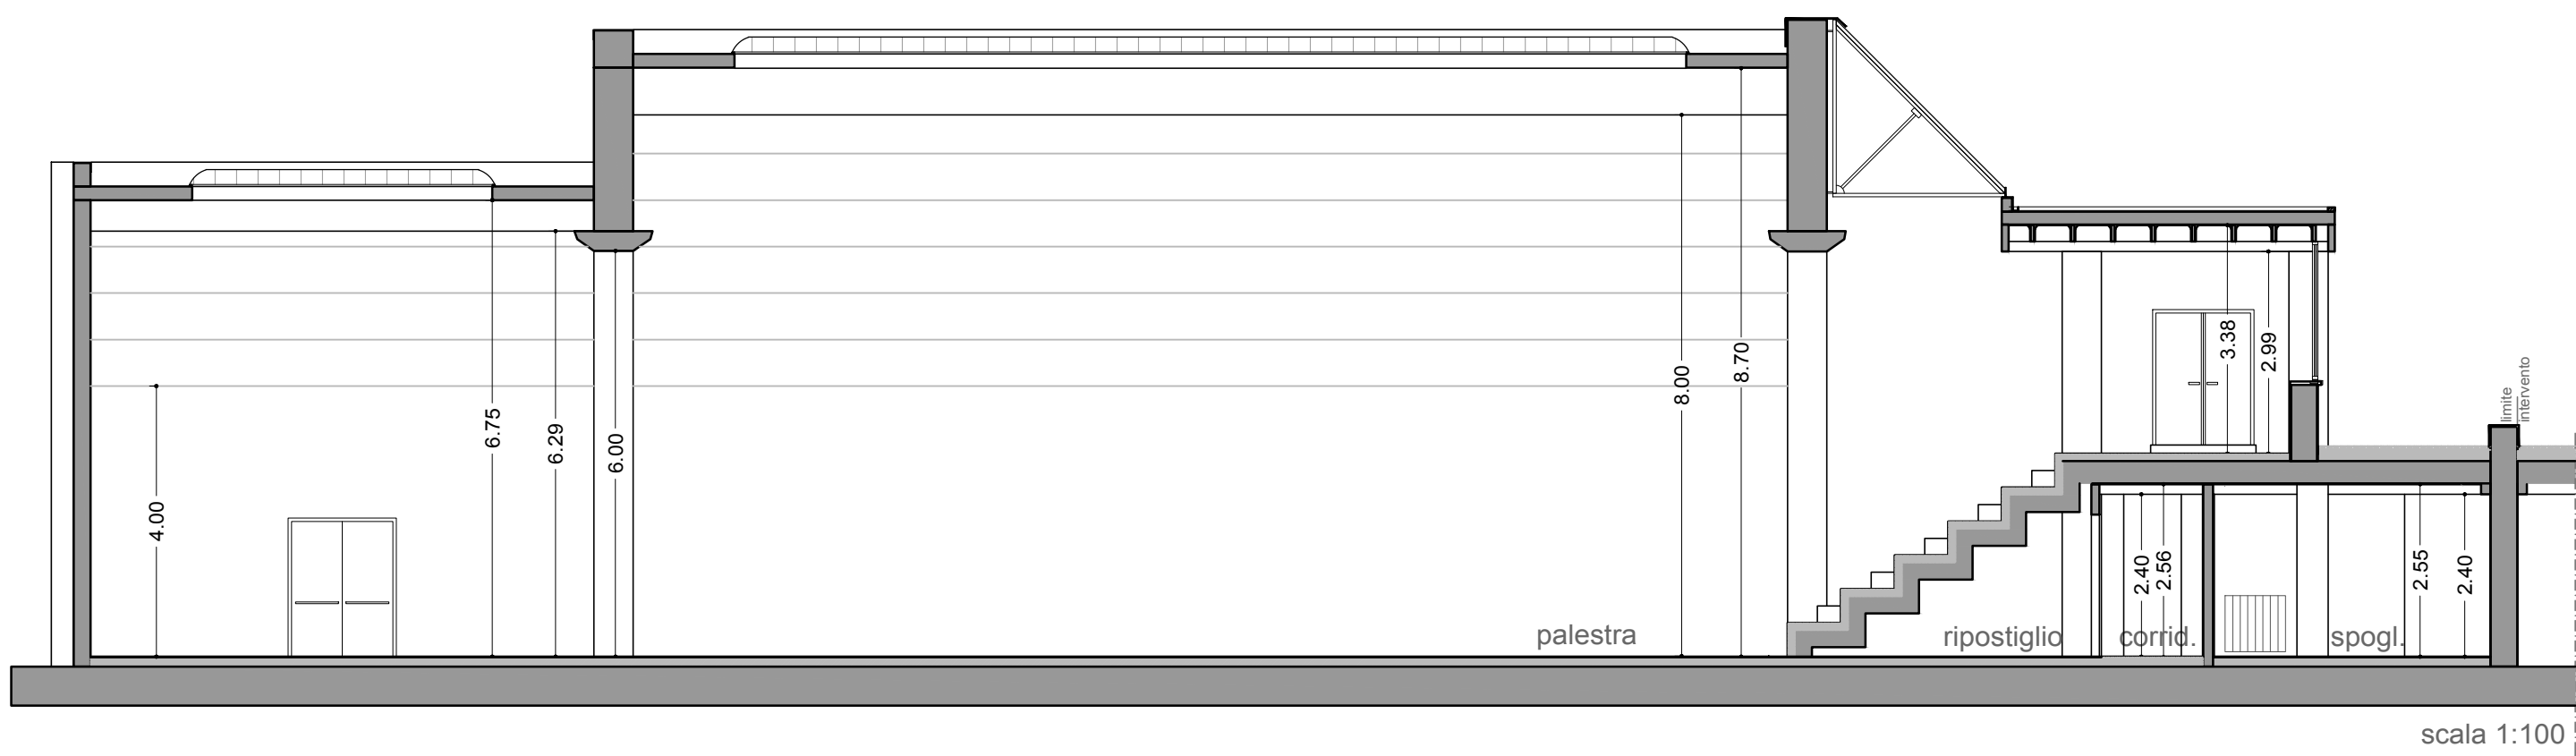 4.00
6.75
6.29
6.00
8.00
8.70
3.38
2.99
limite
intervento
2.40
2.56
2.55
2.40
palestra
ripostiglio
corrid.
spogl.
scala 1:100